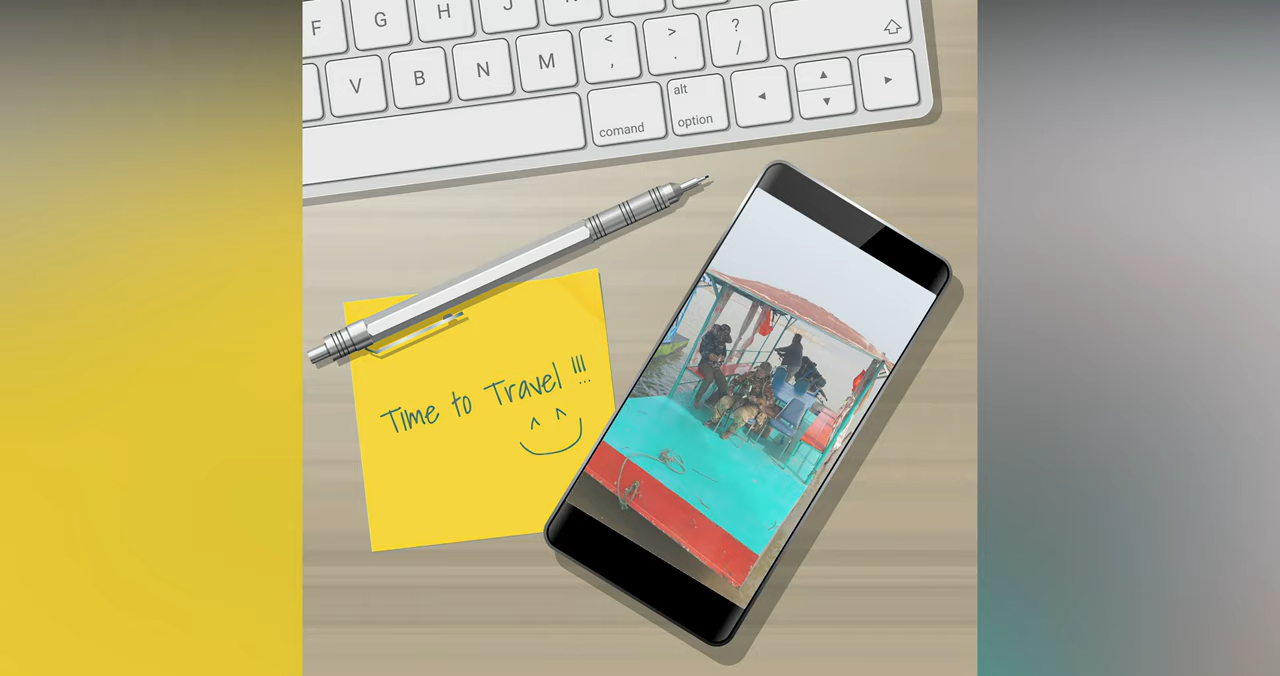 F G H J
V B N M < , > . ? /
comand alt option
Time to Travel !!!